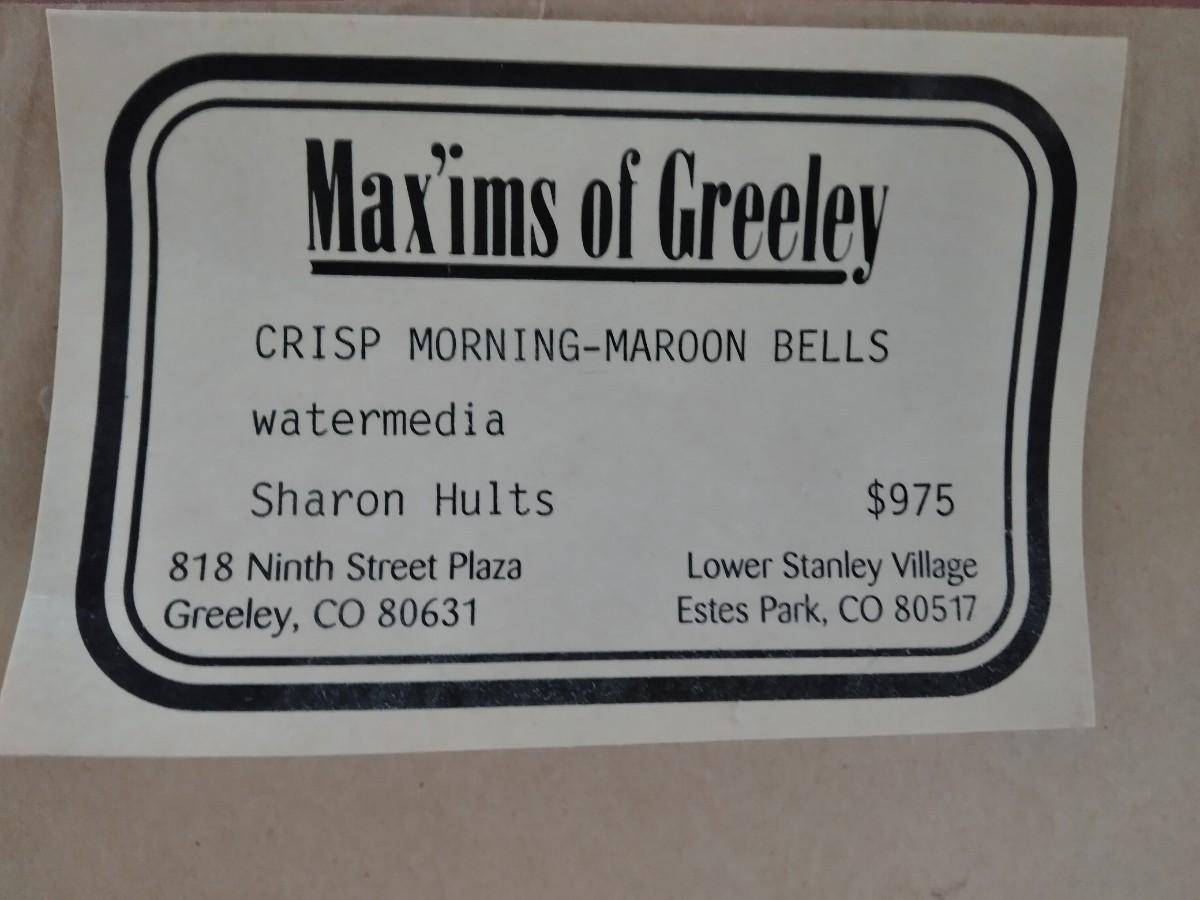 Max'ims of Greeley
CRISP MORNING-MAROON BELLS
watermedia
Sharon Hults $975
818 Ninth Street Plaza
Greeley, CO 80631
Lower Stanley Village
Estes Park, CO 80517